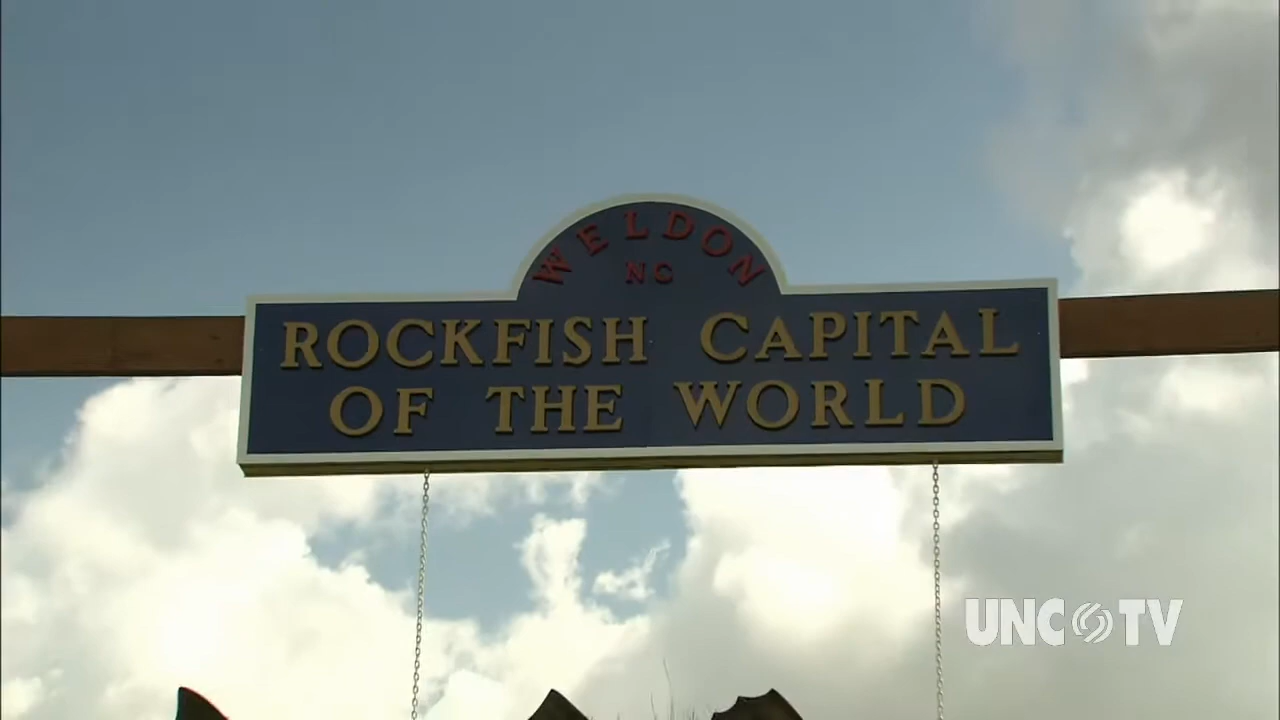 WELDON
NC
ROCKFISH CAPITAL
OF THE WORLD
UNC TV